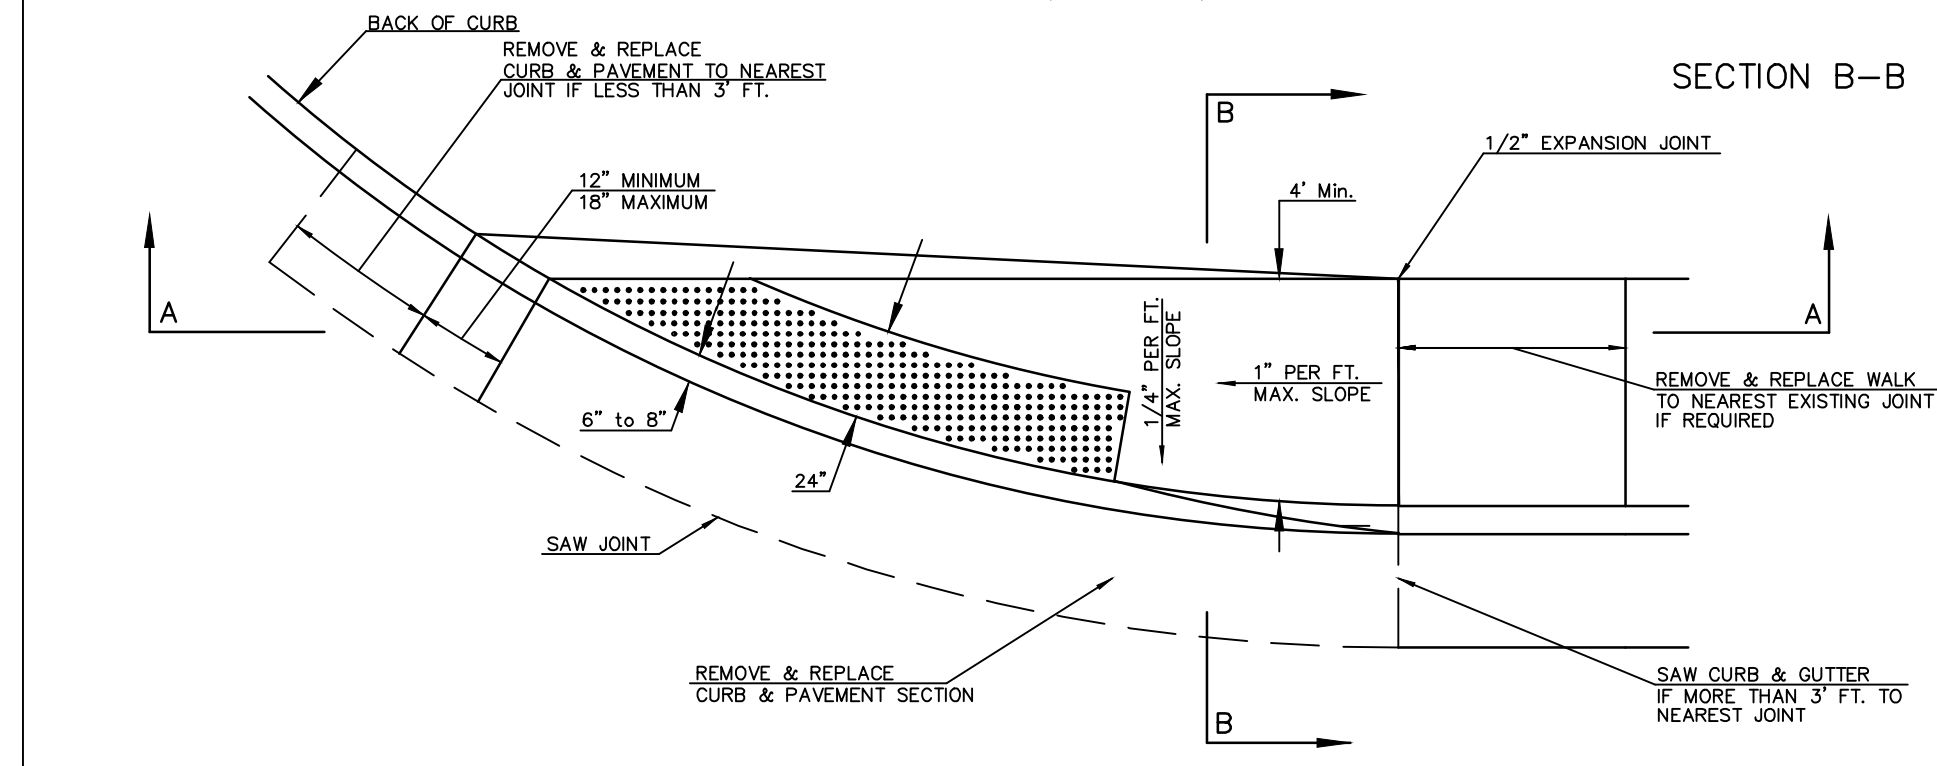 BACK OF CURB
REMOVE & REPLACE
CURB & PAVEMENT TO NEAREST
JOINT IF LESS THAN 3' FT.
SECTION B–B
B
1/2" EXPANSION JOINT
12" MINIMUM
18" MAXIMUM
4' Min.
A
A
1/4" PER FT.
MAX. SLOPE
1" PER FT.
MAX. SLOPE
REMOVE & REPLACE WALK
TO NEAREST EXISTING JOINT
IF REQUIRED
6" to 8"
24"
SAW JOINT
REMOVE & REPLACE
CURB & PAVEMENT SECTION
SAW CURB & GUTTER
IF MORE THAN 3' FT. TO
NEAREST JOINT
B